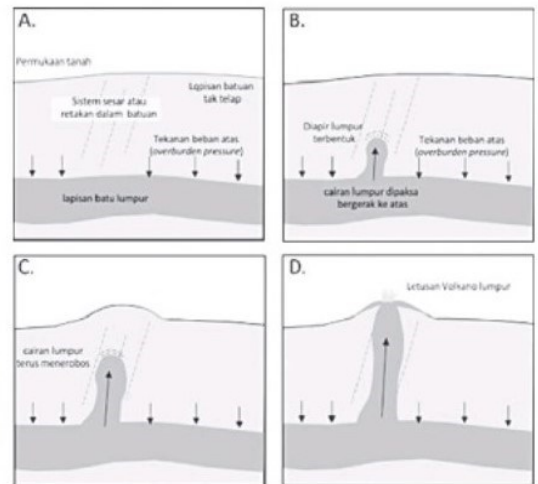 A.
Permukaan tanah
Lapisan batuan
tak telap
Sistem sesar atau
retakan dalam batuan
Tekanan beban atas
(overburden pressure)
lapisan batu lumpur
B.
Diapir lumpur
terbentuk
Tekanan beban atas
(overburden pressure)
cairan lumpur dipaksa
bergerak ke atas
C.
cairan lumpur
terus menerobos
D.
Letusan Volkano lumpur